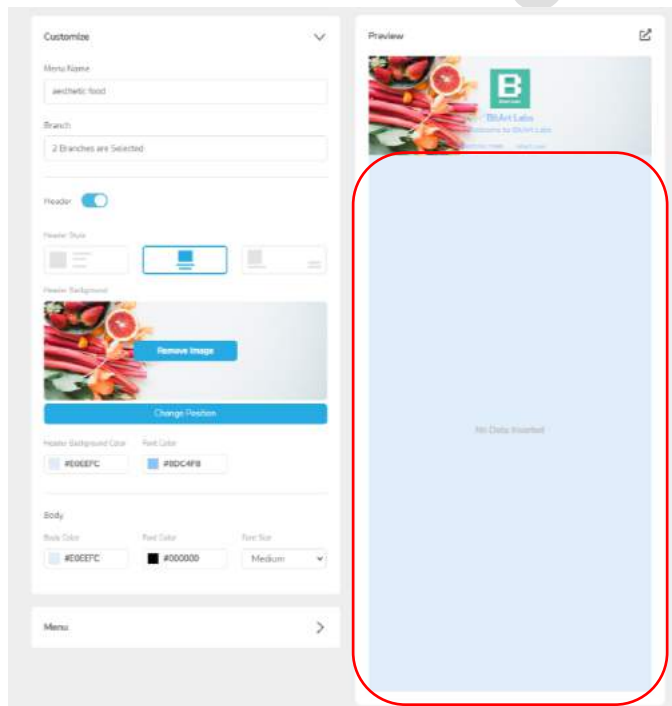 Customize
Menu Name
aesthetic food
Branch
2 Branches are Selected
Header
Header Style
Header Background
Remove Image
Change Position
Header Background Color Font Color
#E0EEFC #8DC4F8
Body
Body Color Font Color Font Size
#E0EEFC #000000 Medium
Menu
Preview
B
BitArt Labs
Welcome to BitArt Labs
No Data Inserted